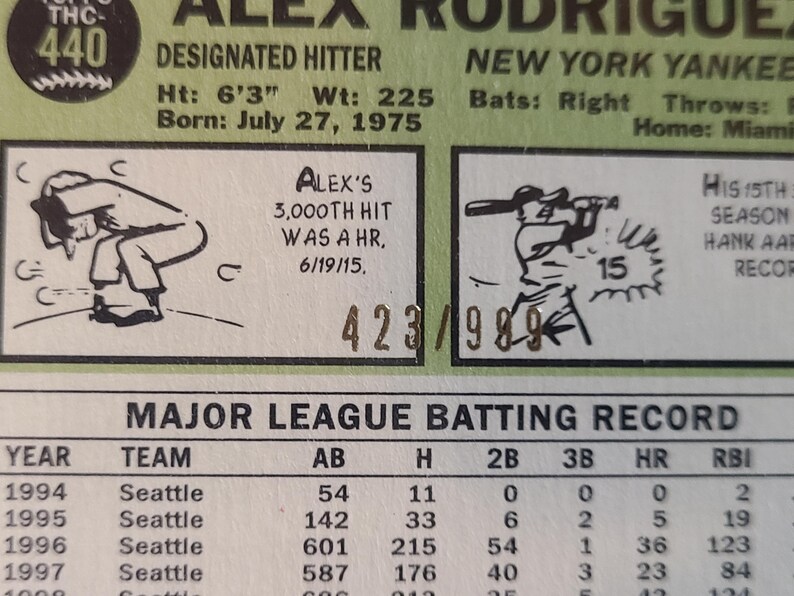 THC-
440
ALEX RODRIGUEZ
DESIGNATED HITTER
NEW YORK YANKEE
Ht: 6'3" Wt: 225 Bats: Right Throws:
Born: July 27, 1975
Home: Miami
ALEX'S
3,000TH HIT
WAS A HR,
6/19/15.
HIS 15TH
SEASON
HANK AAR
RECOR
15
423/999
MAJOR LEAGUE BATTING RECORD
YEAR TEAM AB H 2B 3B HR RBI
1994 Seattle 54 11 0 0 0 2
1995 Seattle 142 33 6 2 5 19
1996 Seattle 601 215 54 1 36 123
1997 Seattle 587 176 40 3 23 84